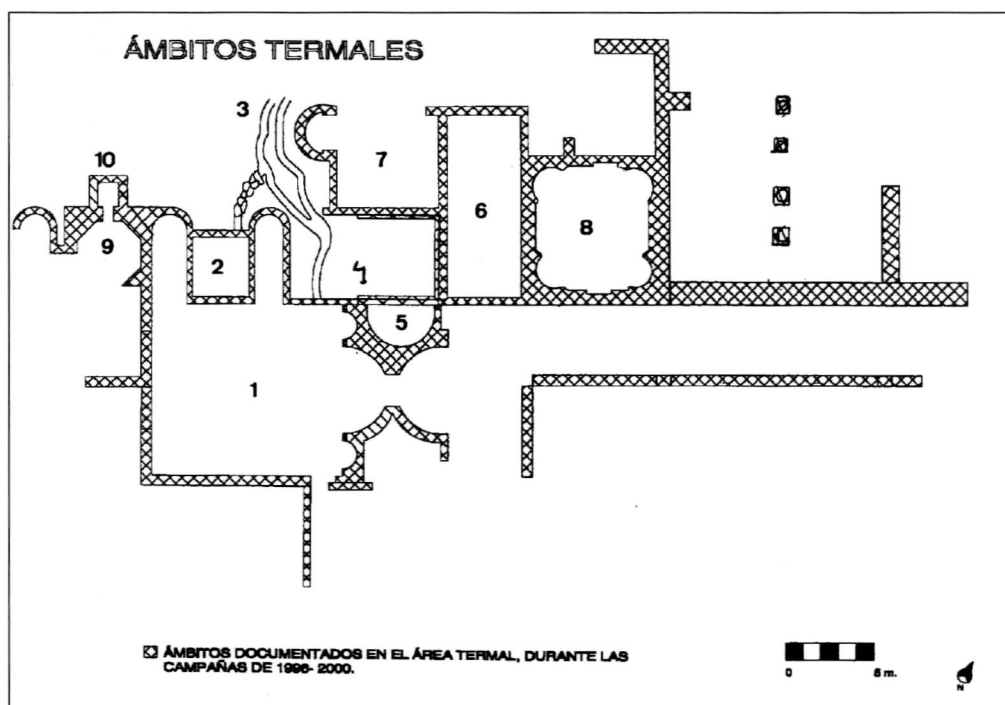 ÁMBITOS TERMALES
3
10
7
6
8
9
2
4
5
1
ÁMBITOS DOCUMENTADOS EN EL ÁREA TERMAL, DURANTE LAS
CAMPAÑAS DE 1996- 2000.
0 8 m.
N